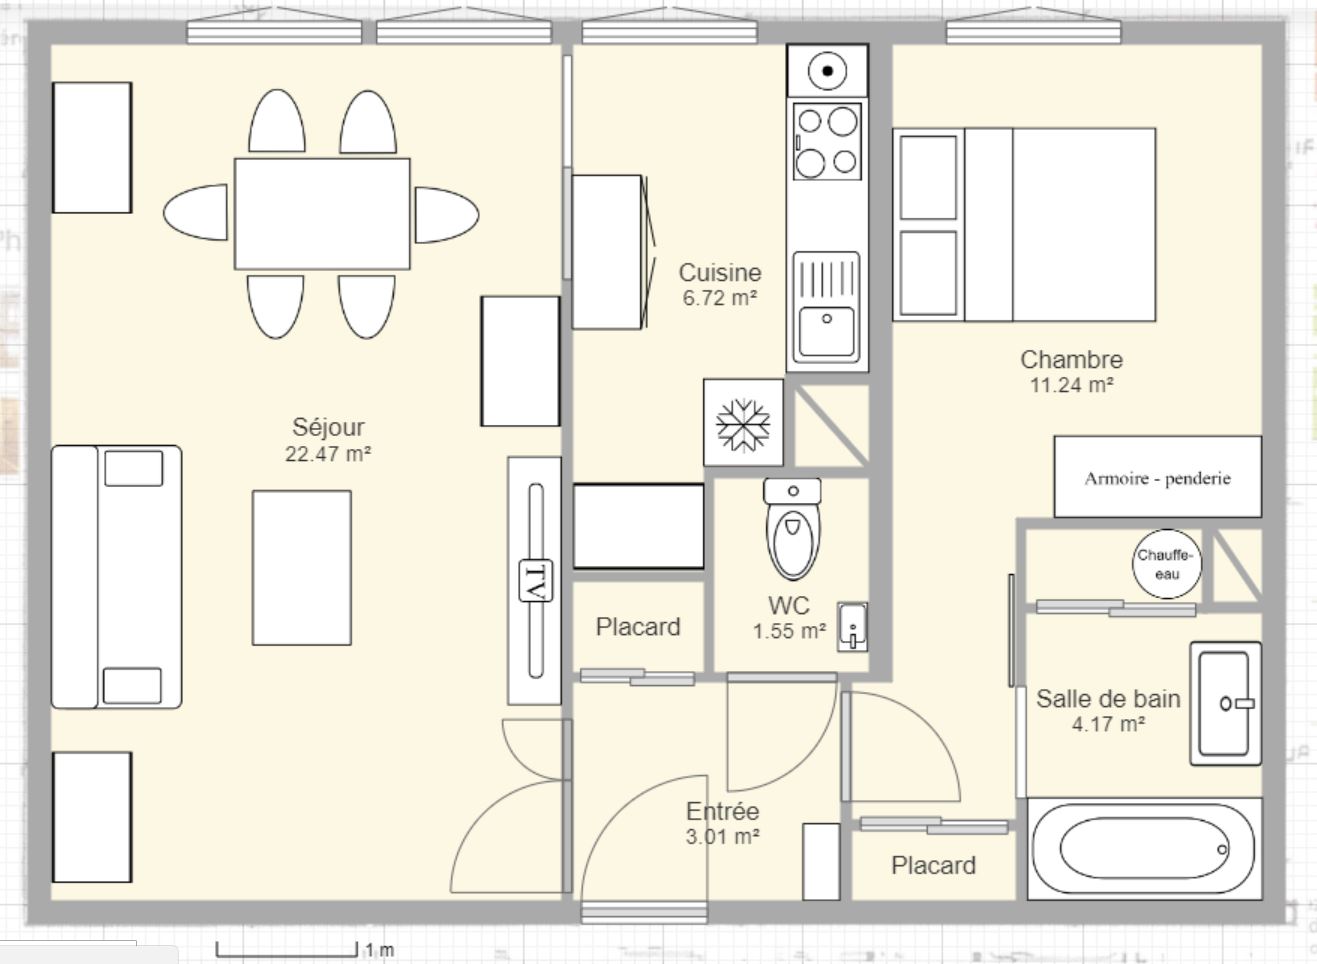 Cuisine
6.72 m²
Chambre
11.24 m²
Séjour
22.47 m²
Armoire - penderie
Chauffe-
eau
TV
Placard
WC
1.55 m²
Salle de bain
4.17 m²
Entrée
3.01 m²
Placard
1 m